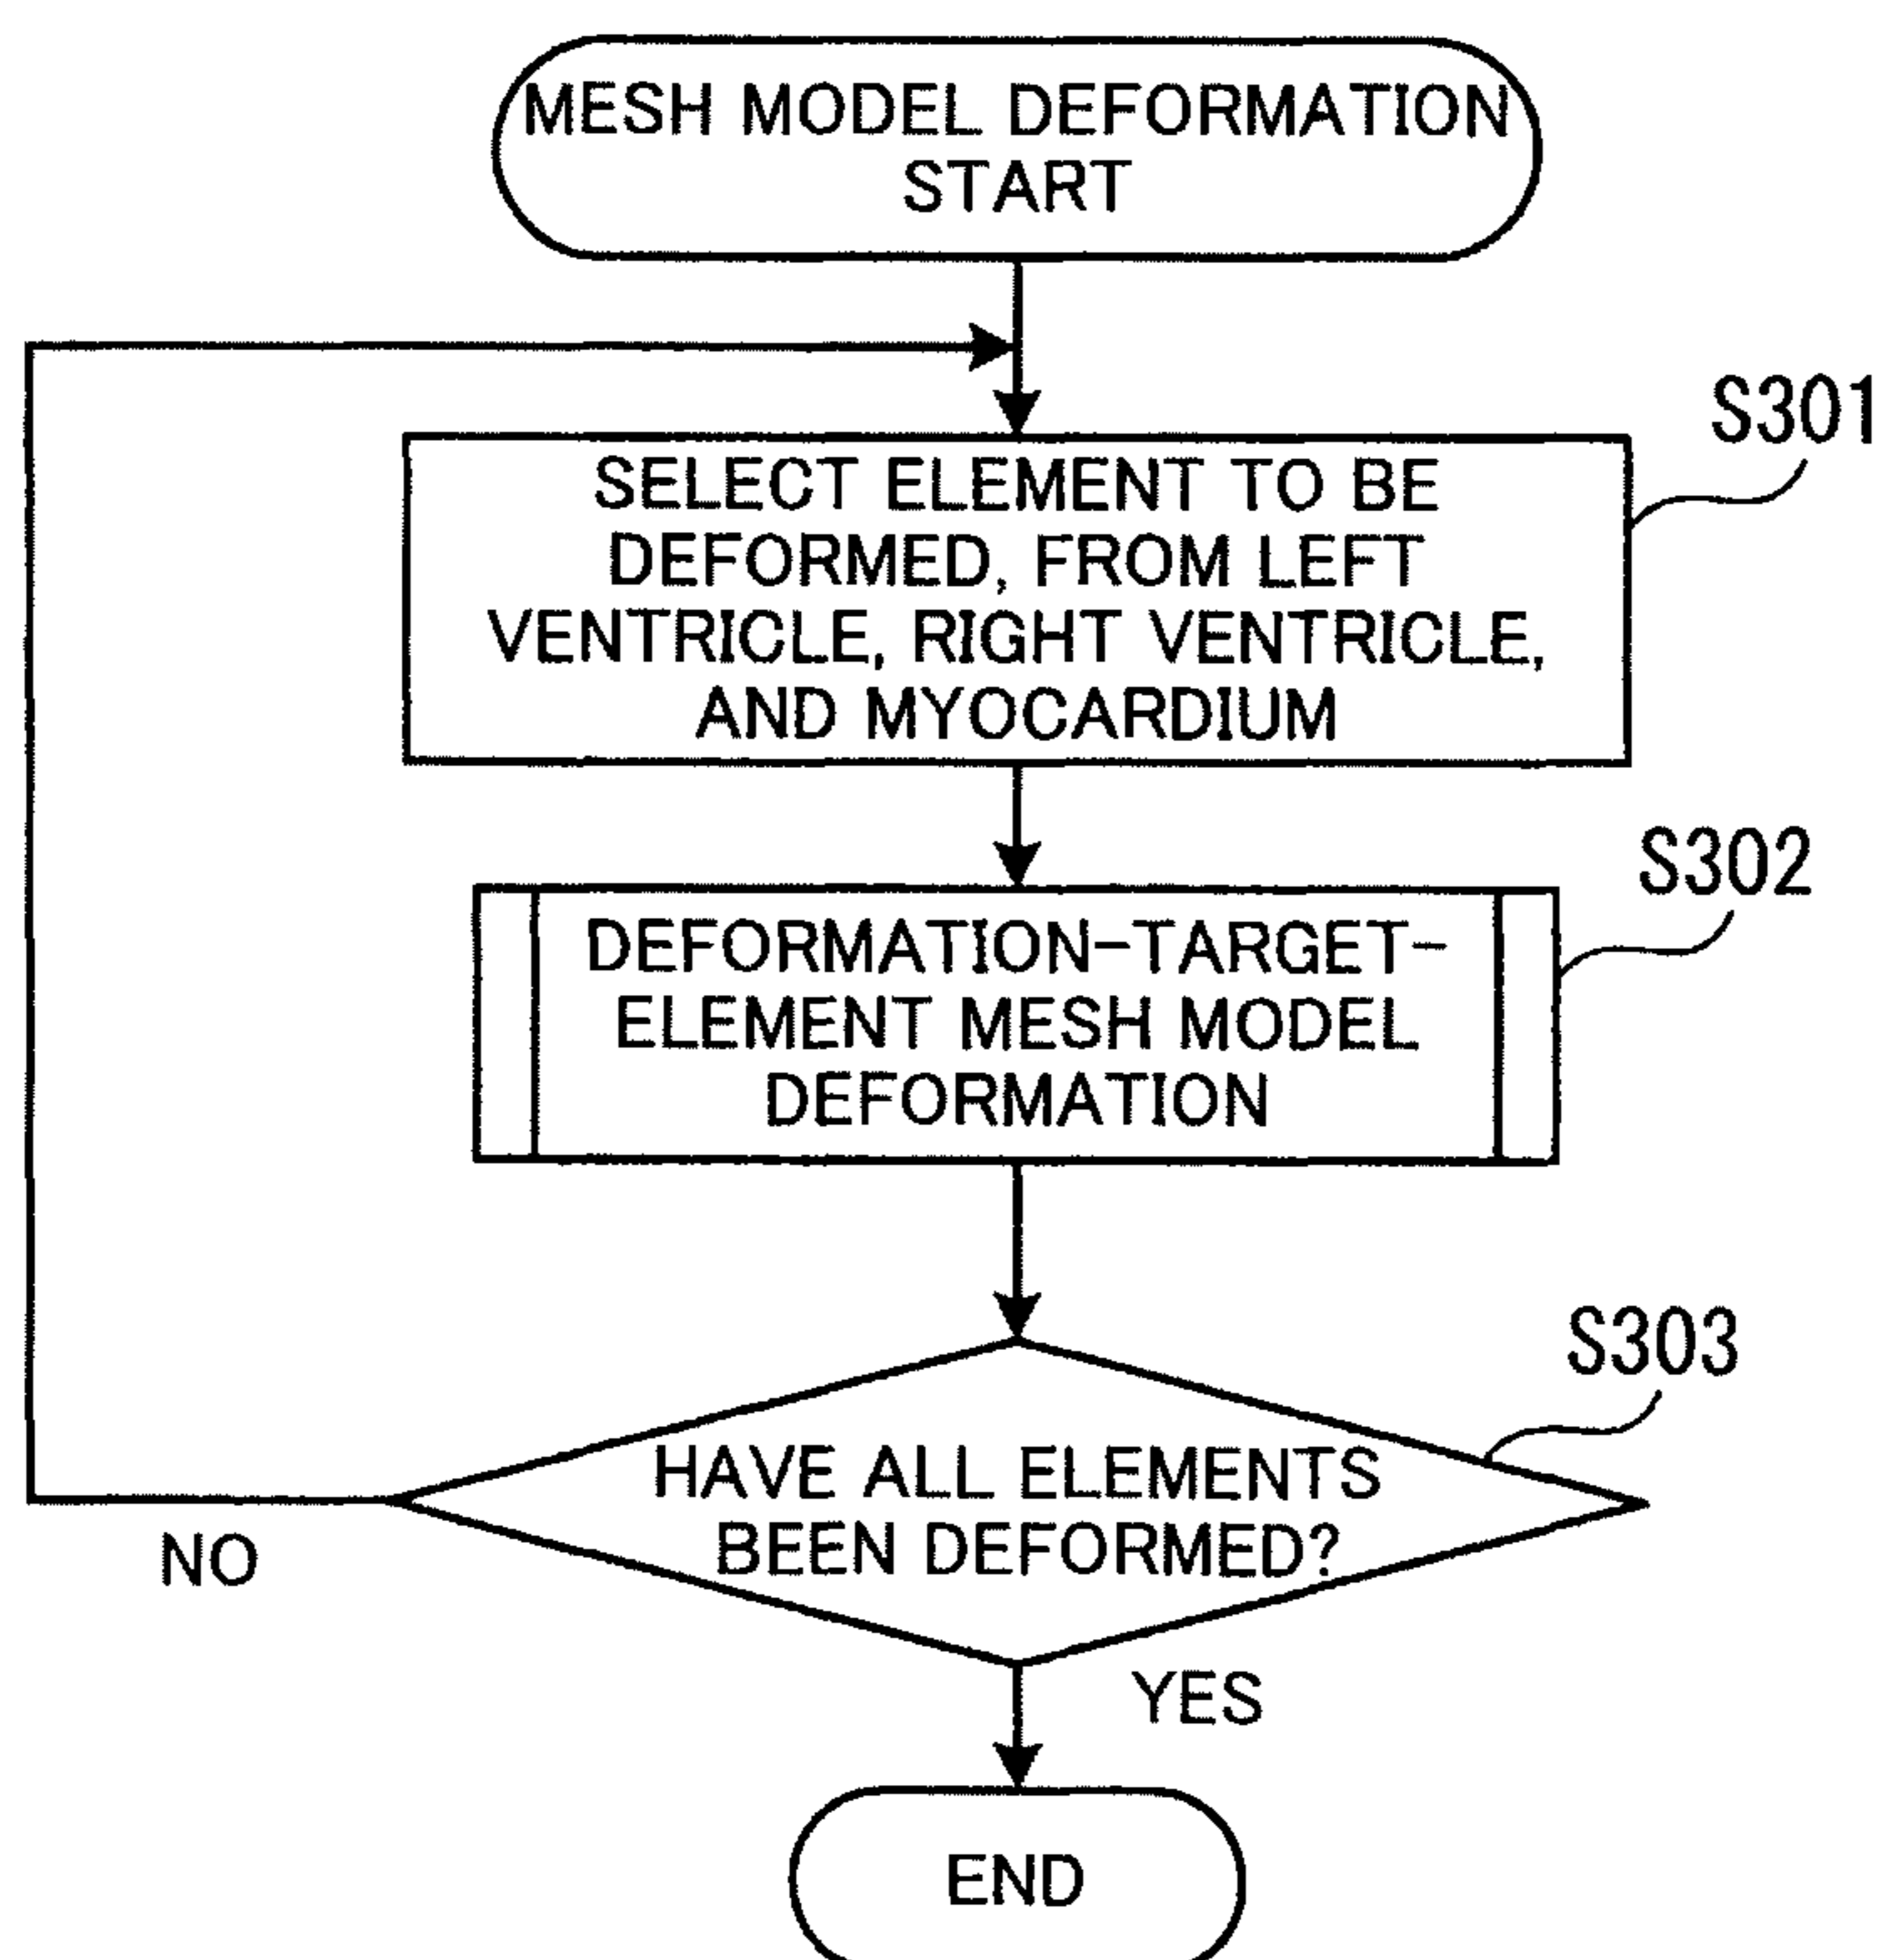 MESH MODEL DEFORMATION
START
S301
SELECT ELEMENT TO BE
DEFORMED, FROM LEFT
VENTRICLE, RIGHT VENTRICLE,
AND MYOCARDIUM
S302
DEFORMATION-TARGET-
ELEMENT MESH MODEL
DEFORMATION
S303
HAVE ALL ELEMENTS
BEEN DEFORMED?
NO
YES
END